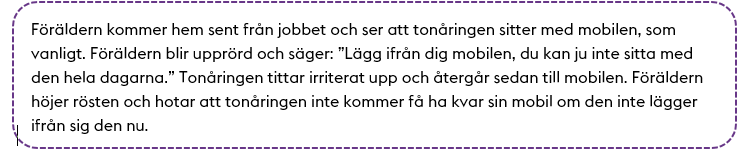 Föräldern kommer hem sent från jobbet och ser att tonåringen sitter med mobilen, som
vanligt. Föräldern blir upprörd och säger: ”Lägg ifrån dig mobilen, du kan ju inte sitta med
den hela dagarna.” Tonåringen tittar irriterat upp och återgår sedan till mobilen. Föräldern
höjer rösten och hotar att tonåringen inte kommer få ha kvar sin mobil om den inte lägger
ifrån sig den nu.